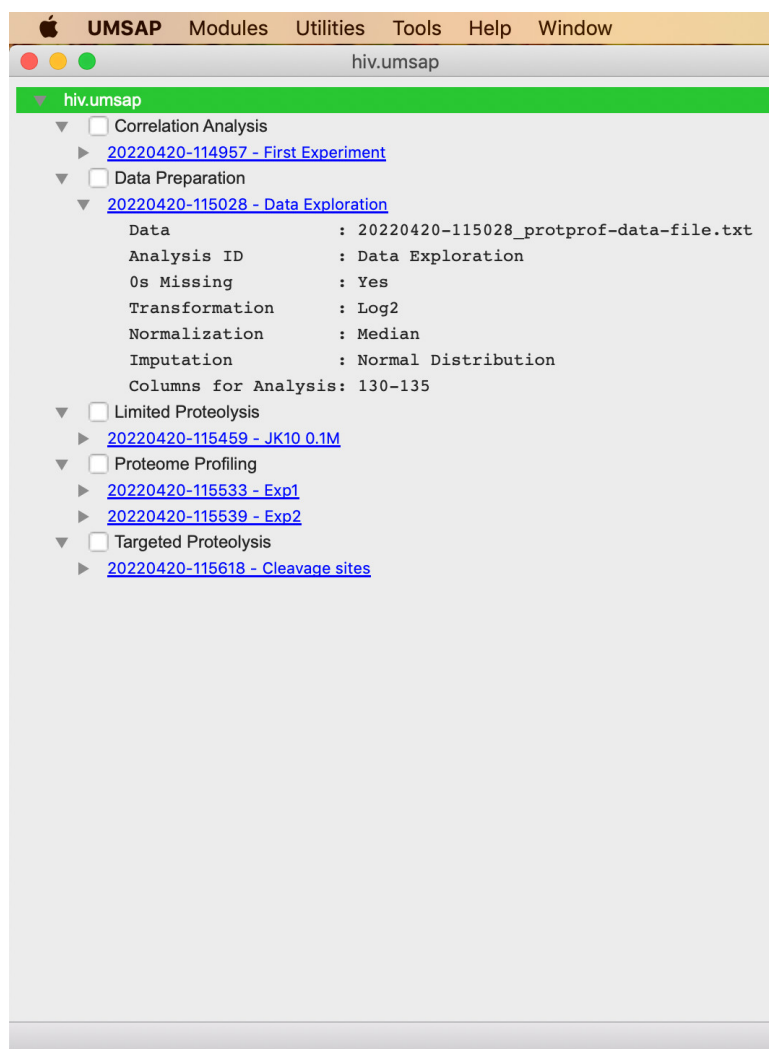 UMSAP Modules Utilities Tools Help Window
hiv.umsap
hiv.umsap
Correlation Analysis
20220420-114957 - First Experiment
Data Preparation
20220420-115028 - Data Exploration
Data : 20220420-115028_protprof-data-file.txt
Analysis ID : Data Exploration
0s Missing : Yes
Transformation : Log2
Normalization : Median
Imputation : Normal Distribution
Columns for Analysis: 130-135
Limited Proteolysis
20220420-115459 - JK10 0.1M
Proteome Profiling
20220420-115533 - Exp1
20220420-115539 - Exp2
Targeted Proteolysis
20220420-115618 - Cleavage sites